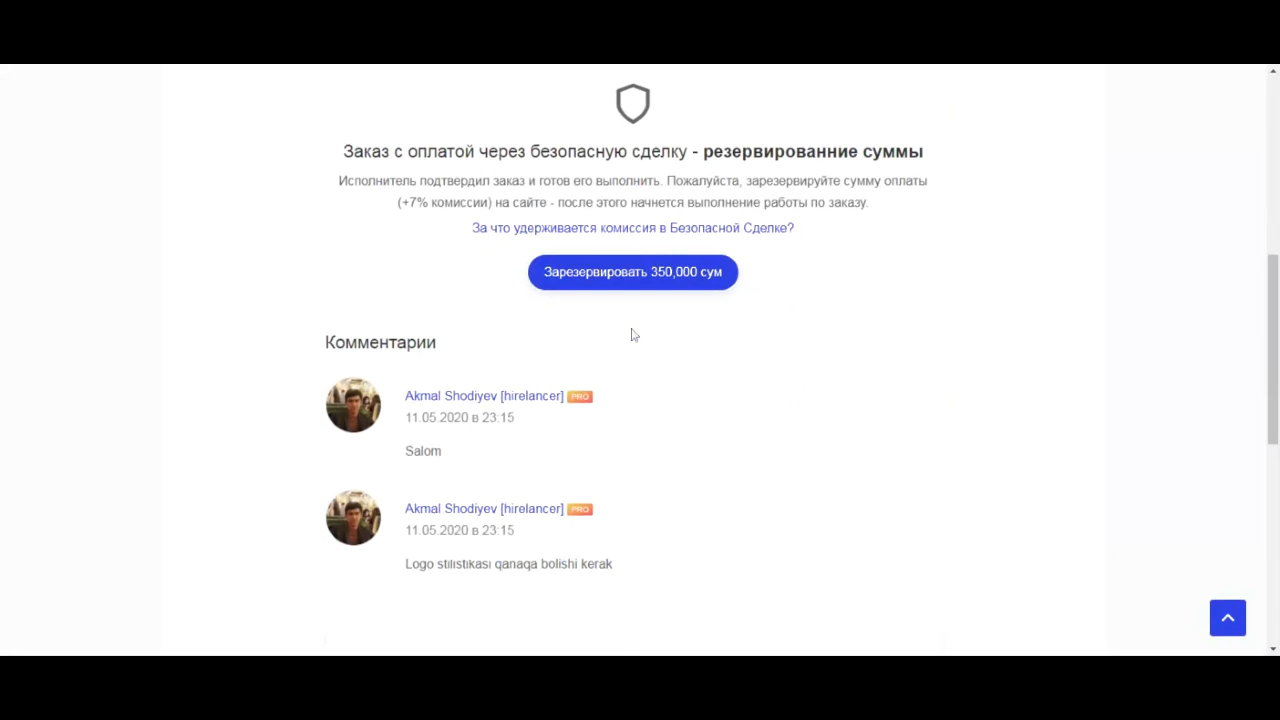 Заказ с оплатой через безопасную сделку - резервированние суммы
Исполнитель подтвердил заказ и готов его выполнить. Пожалуйста, зарезервируйте сумму оплаты
(+7% комиссии) на сайте - после этого начнется выполнение работы по заказу.
За что удерживается комиссия в Безопасной Сделке?
Зарезервировать 350,000 сум
Комментарии
Akmal Shodiyev [hirelancer] PRO
11.05.2020 в 23:15
Salom
Akmal Shodiyev [hirelancer] PRO
11.05.2020 в 23:15
Logo stilistikasi qanaqa bolishi kerak